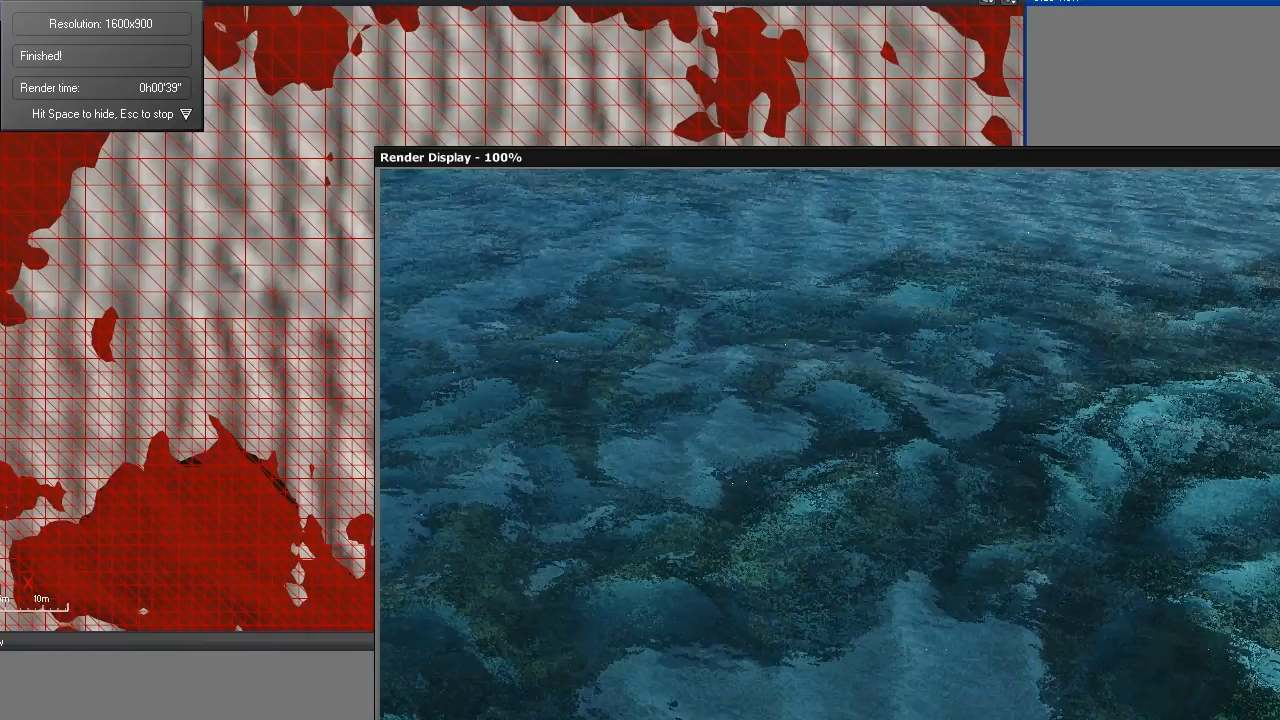 Resolution: 1600x900
Finished!
Render time: 0h00'39"
Hit Space to hide, Esc to stop
Render Display - 100%
10m